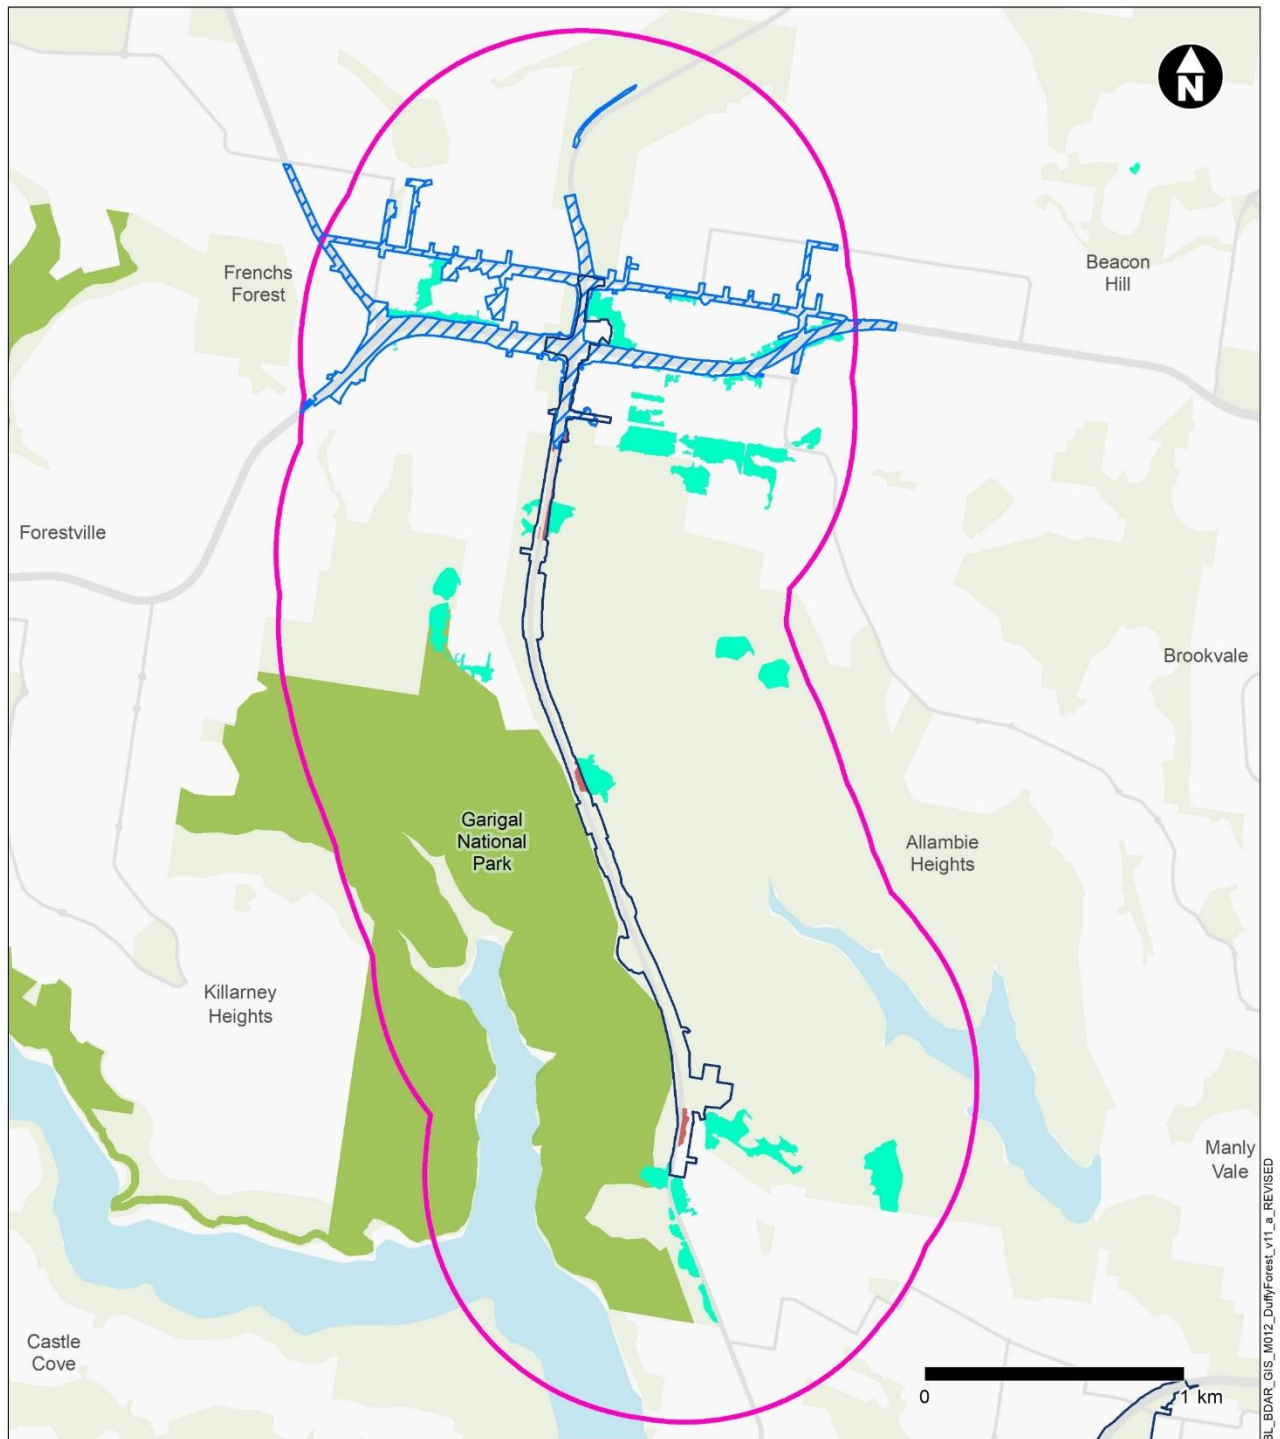 N
Frenchs
Forest
Beacon
Hill
Forestville
Brookvale
Garigal
National
Park
Allambie
Heights
Killarney
Heights
Manly
Vale
Castle
Cove
0
1 km
BL_BDAR_GIS_M012_DuffyForest_v11_a_REVISED